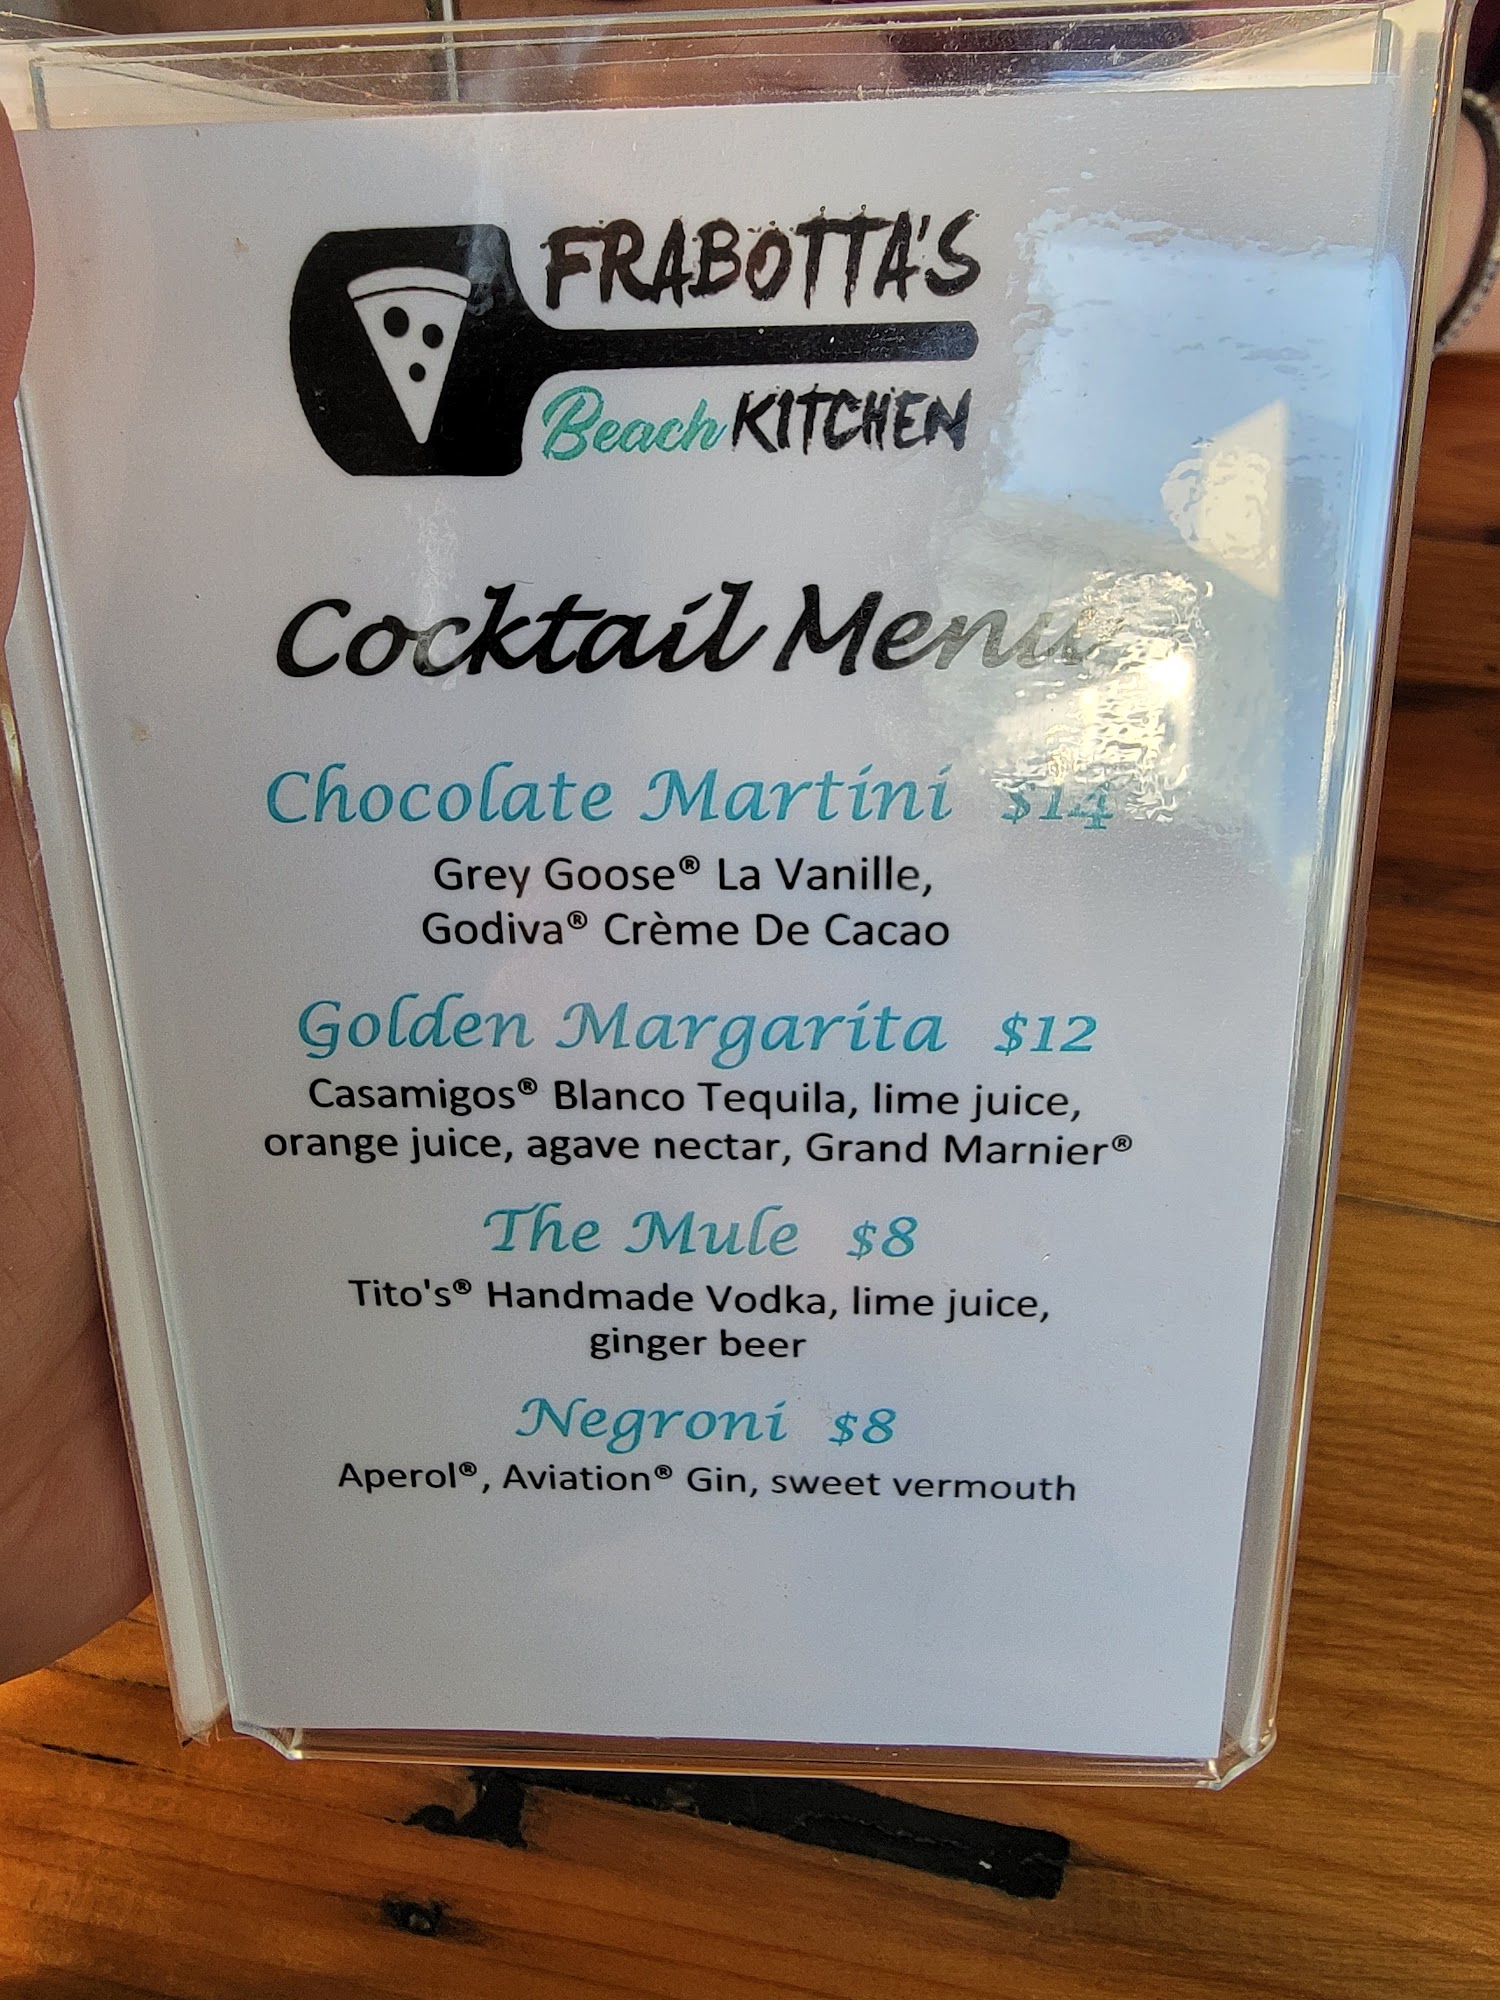 FRABOTTA'S
Beach KITCHEN
Cocktail Menu
Chocolate Martini $14
Grey Goose® La Vanille,
Godiva® Crème De Cacao
Golden Margarita $12
Casamigos® Blanco Tequila, lime juice,
orange juice, agave nectar, Grand Marnier®
The Mule $8
Tito's® Handmade Vodka, lime juice,
ginger beer
Negroni $8
Aperol®, Aviation® Gin, sweet vermouth